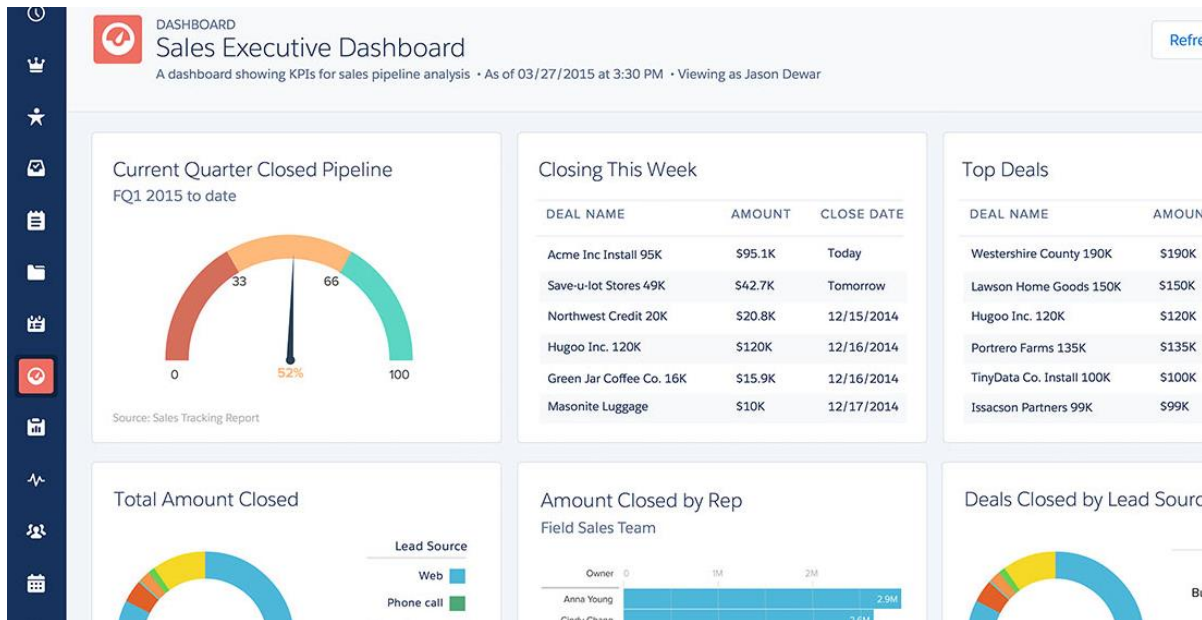 DASHBOARD
Sales Executive Dashboard
A dashboard showing KPIs for sales pipeline analysis • As of 03/27/2015 at 3:30 PM • Viewing as Jason Dewar
Current Quarter Closed Pipeline
FQ1 2015 to date
33 66
0 52% 100
Source: Sales Tracking Report
Closing This Week
DEAL NAME AMOUNT CLOSE DATE
Acme Inc Install 95K $95.1K Today
Save-u-lot Stores 49K $42.7K Tomorrow
Northwest Credit 20K $20.8K 12/15/2014
Hugoo Inc. 120K $120K 12/16/2014
Green Jar Coffee Co. 16K $15.9K 12/16/2014
Masonite Luggage $10K 12/17/2014
Top Deals
DEAL NAME
Westershire County 190K $190K
Lawson Home Goods 150K $150K
Hugoo Inc. 120K $120K
Portrero Farms 135K $135K
TinyData Co. Install 100K $100K
Issacson Partners 99K $99K
Total Amount Closed
Lead Source
Web
Phone call
Amount Closed by Rep
Field Sales Team
Owner 0 1M 2M
Anna Young 2.9M
Deals Closed by Lead